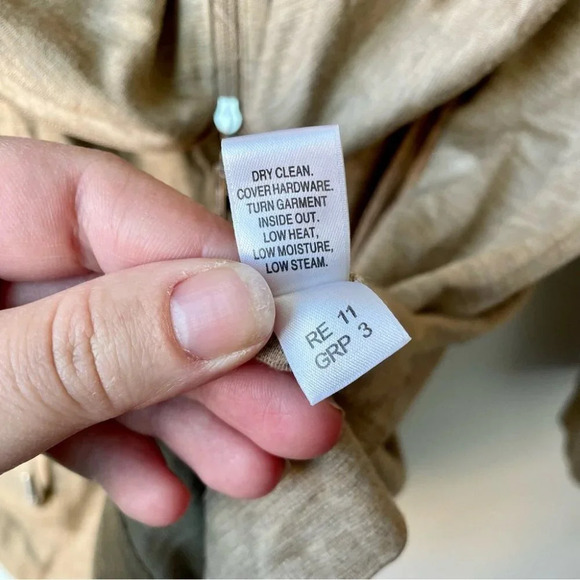 DRY CLEAN.
COVER HARDWARE.
TURN GARMENT
INSIDE OUT.
LOW HEAT,
LOW MOISTURE,
LOW STEAM.
RE 11
GRP 3